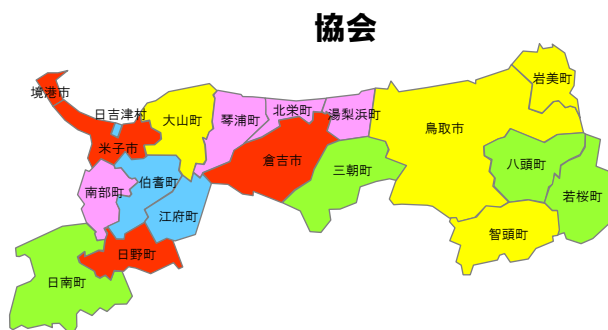 協会
岩美町
境港市
北栄町
湯梨浜町
日吉津村
大山町
琴浦町
鳥取市
米子市
倉吉市
三朝町
八頭町
伯耆町
南部町
若桜町
江府町
智頭町
日野町
日南町